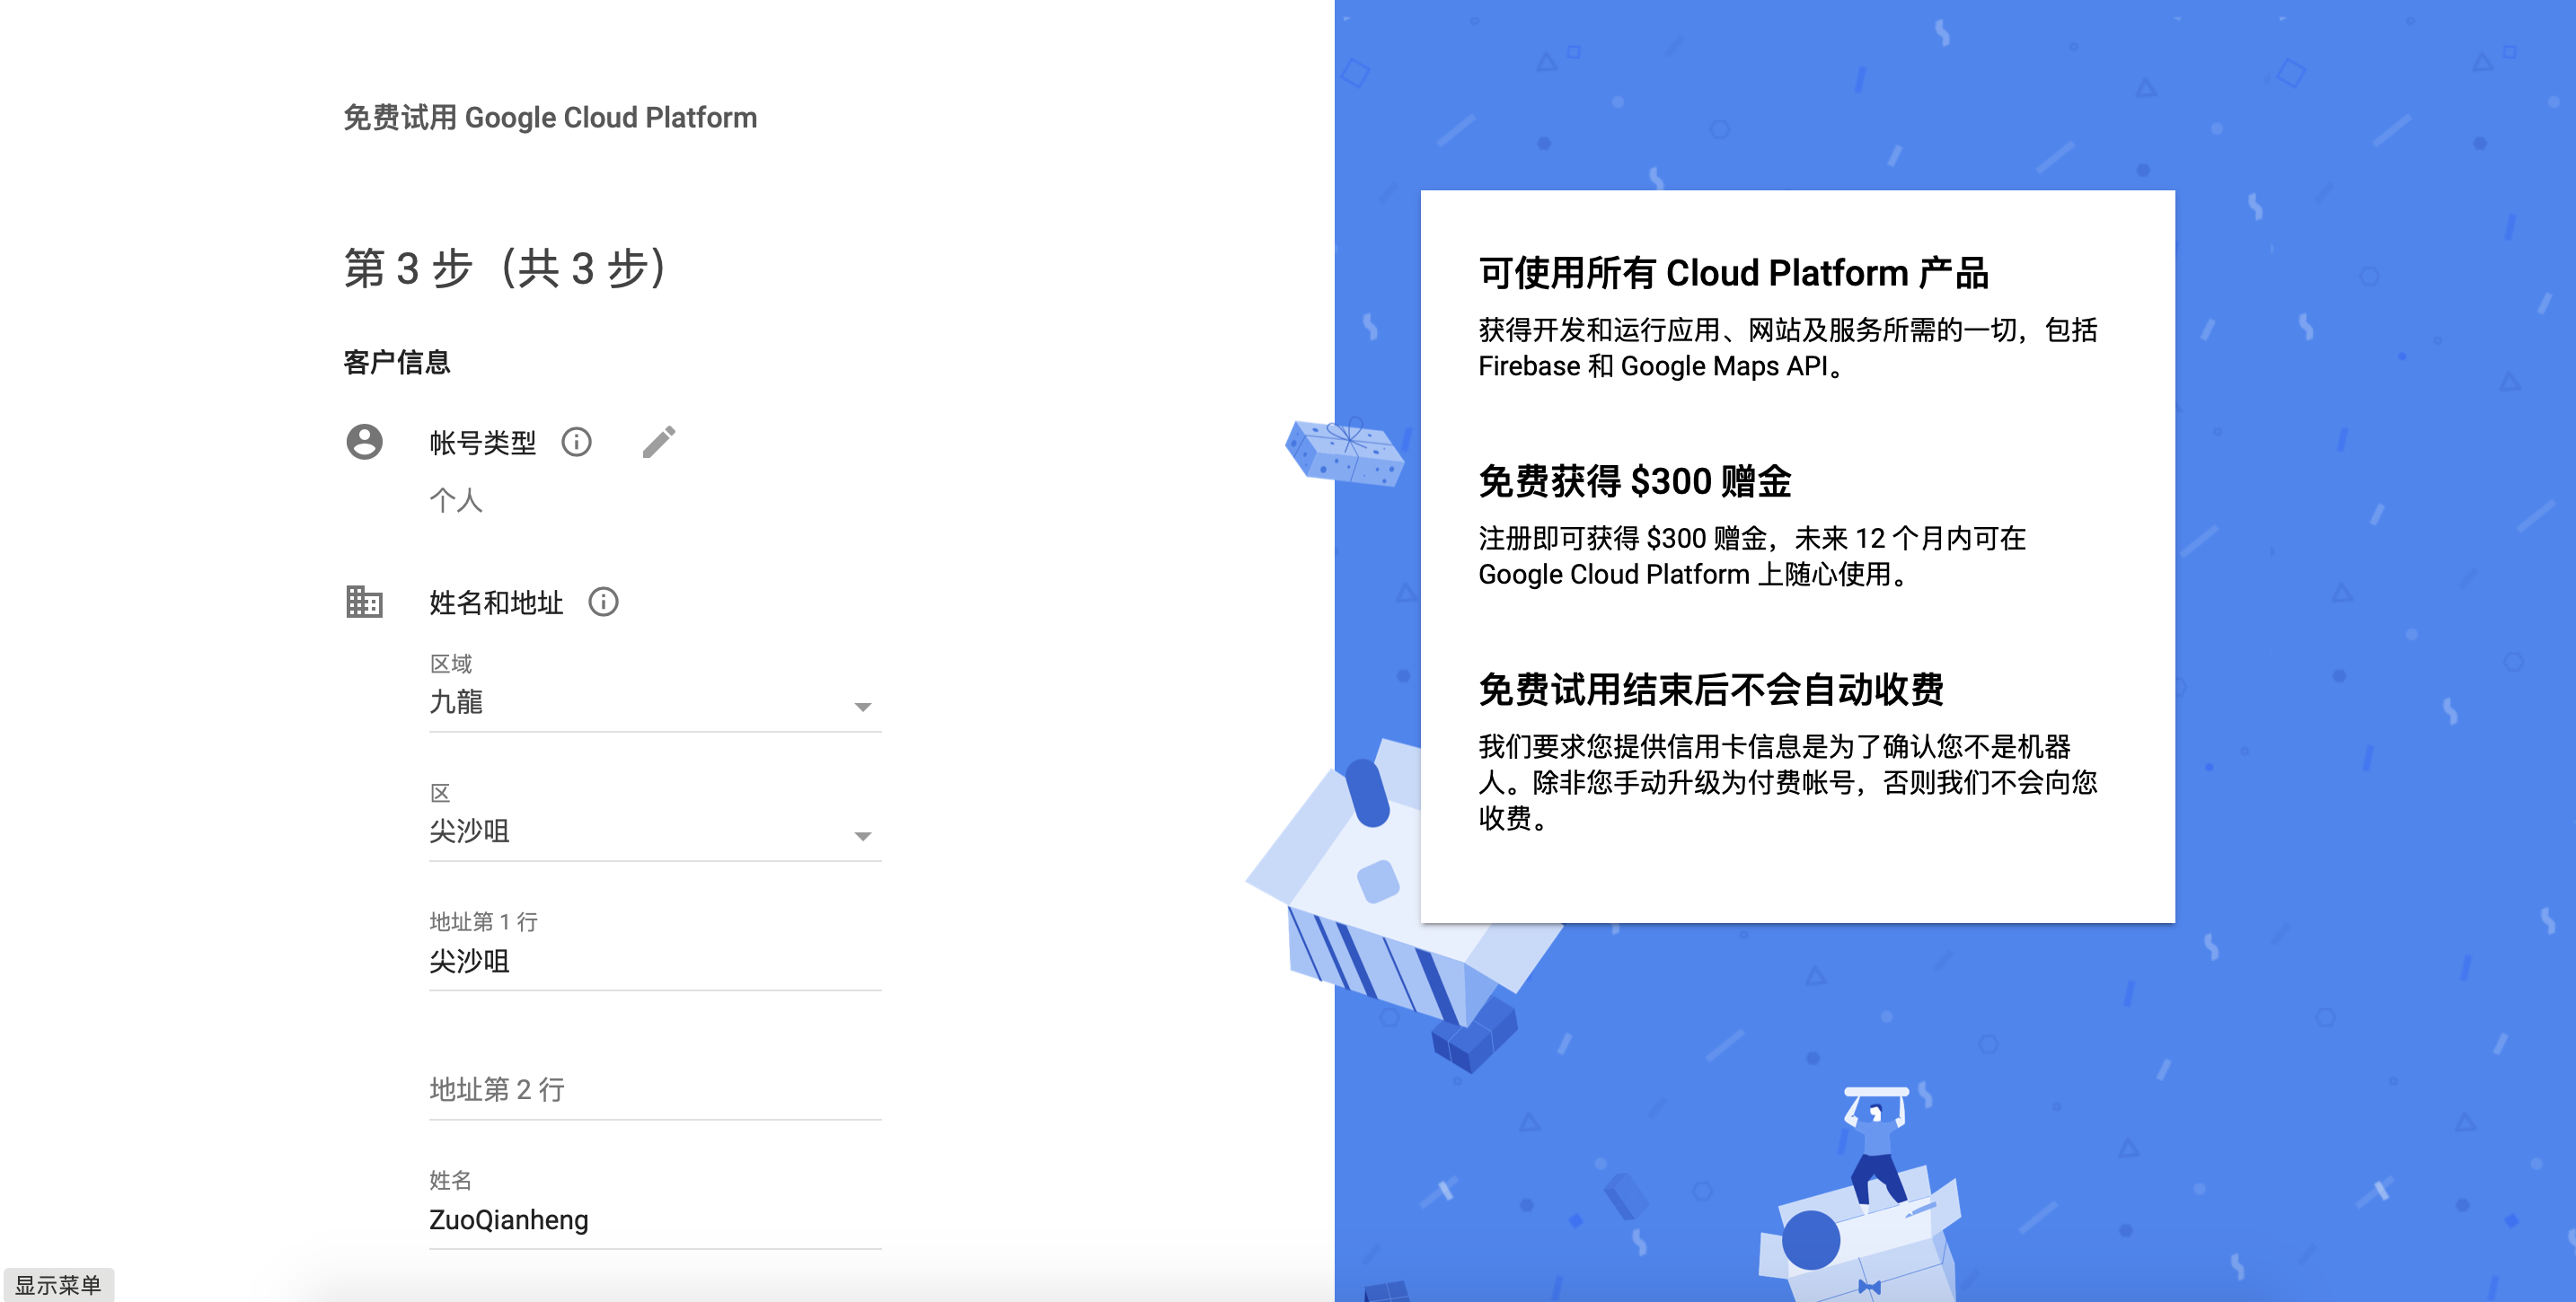 免费试用 Google Cloud Platform
第 3 步（共 3 步）
客户信息
帐号类型
个人
姓名和地址
区域
九龍
区
尖沙咀
地址第 1 行
尖沙咀
地址第 2 行
姓名
ZuoQianheng
显示菜单
可使用所有 Cloud Platform 产品
获得开发和运行应用、网站及服务所需的一切，包括
Firebase 和 Google Maps API。
免费获得 $300 赠金
注册即可获得 $300 赠金，未来 12 个月内可在
Google Cloud Platform 上随心使用。
免费试用结束后不会自动收费
我们要求您提供信用卡信息是为了确认您不是机器
人。除非您手动升级为付费帐号，否则我们不会向您
收费。